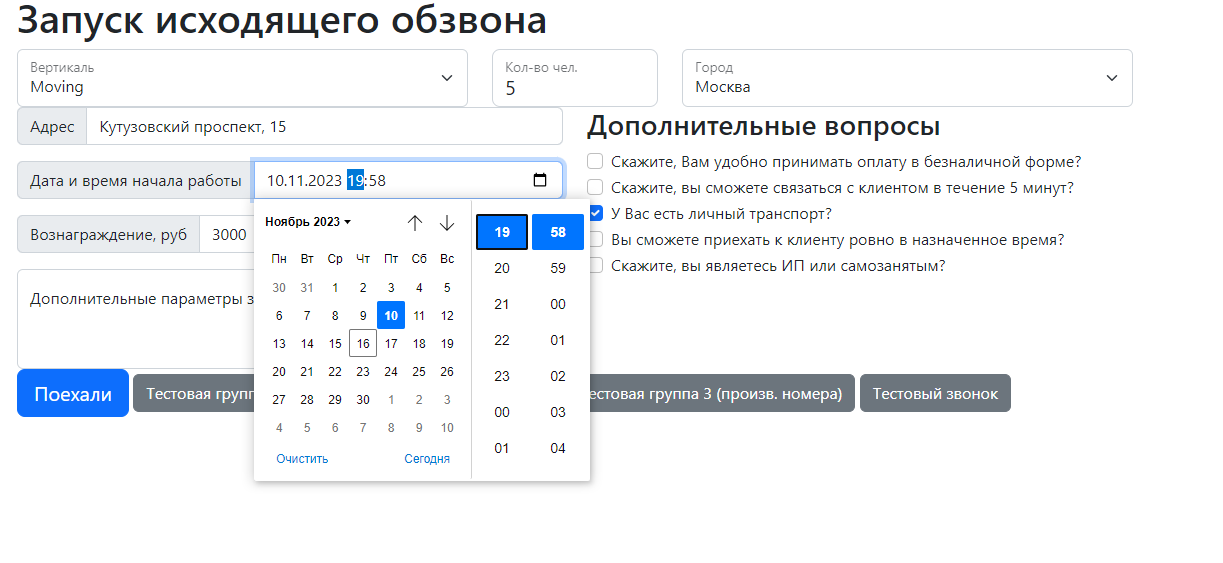 Запуск исходящего обзвона
Вертикаль
Moving
Кол-во чел.
5
Город
Москва
Адрес
Кутузовский проспект, 15
Дата и время начала работы
10.11.2023 19:58
Вознаграждение, руб
3000
Дополнительные параметры з
Дополнительные вопросы
Скажите, Вам удобно принимать оплату в безналичной форме?
Скажите, вы сможете связаться с клиентом в течение 5 минут?
У Вас есть личный транспорт?
Вы сможете приехать к клиенту ровно в назначенное время?
Скажите, вы являетесь ИП или самозанятым?
Ноябрь 2023
Пн Вт Ср Чт Пт Сб Вс
30 31 1 2 3 4 5
6 7 8 9 10 11 12
13 14 15 16 17 18 19
20 21 22 23 24 25 26
27 28 29 30 1 2 3
4 5 6 7 8 9 10
Очистить
Сегодня
19 58
20 59
21 00
22 01
23 02
00 03
01 04
Поехали
Тестовая групп
естовая группа 3 (произв. номера)
Тестовый звонок